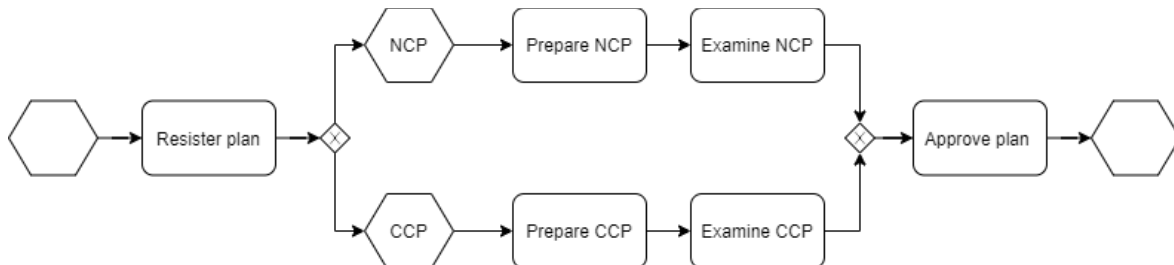 NCP
Prepare NCP
Examine NCP
Resister plan
Approve plan
CCP
Prepare CCP
Examine CCP